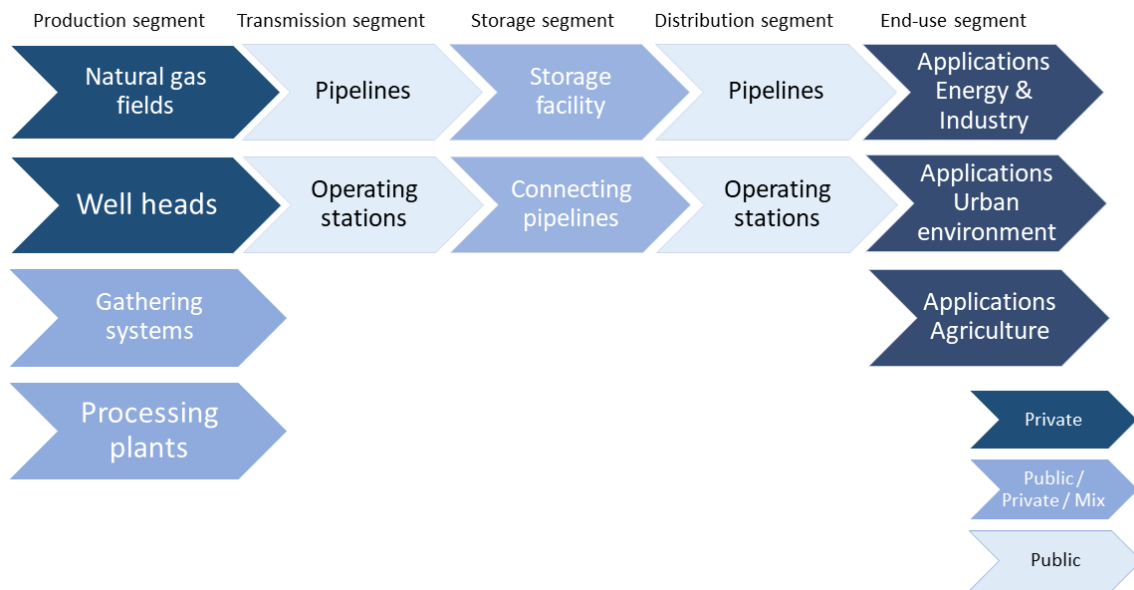 Production segment
Transmission segment
Storage segment
Distribution segment
End-use segment
Natural gas
fields
Pipelines
Storage
facility
Pipelines
Applications
Energy &
Industry
Well heads
Operating
stations
Connecting
pipelines
Operating
stations
Applications
Urban
environment
Gathering
systems
Applications
Agriculture
Processing
plants
Private
Public /
Private / Mix
Public